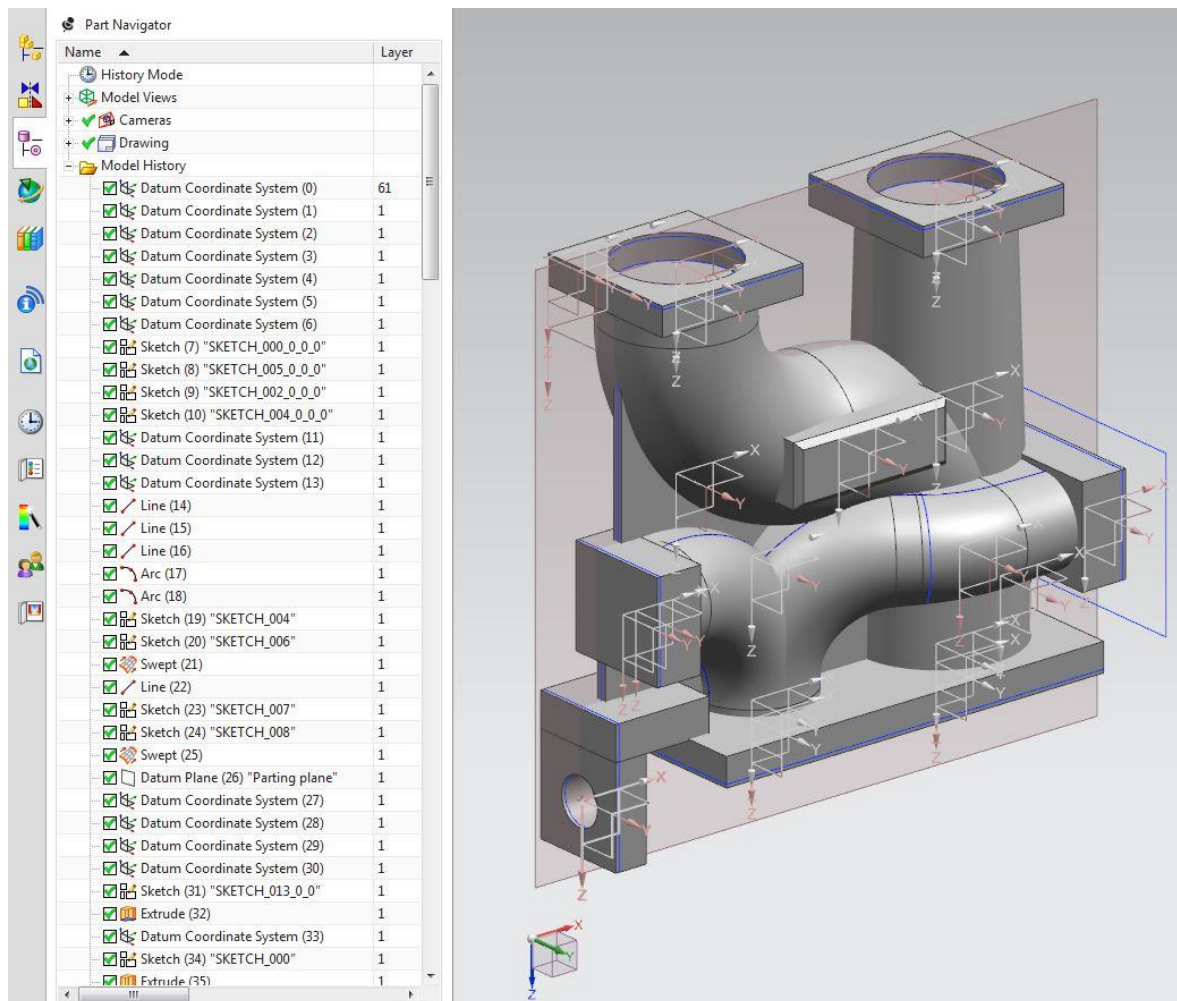 Part Navigator
Name Layer
History Mode
Model Views
Cameras
Drawing
Model History
Datum Coordinate System (0) 61
Datum Coordinate System (1) 1
Datum Coordinate System (2) 1
Datum Coordinate System (3) 1
Datum Coordinate System (4) 1
Datum Coordinate System (5) 1
Datum Coordinate System (6) 1
Sketch (7) "SKETCH_000_0_0_0" 1
Sketch (8) "SKETCH_005_0_0_0" 1
Sketch (9) "SKETCH_002_0_0_0" 1
Sketch (10) "SKETCH_004_0_0_0" 1
Datum Coordinate System (11) 1
Datum Coordinate System (12) 1
Datum Coordinate System (13) 1
Line (14) 1
Line (15) 1
Line (16) 1
Arc (17) 1
Arc (18) 1
Sketch (19) "SKETCH_004" 1
Sketch (20) "SKETCH_006" 1
Swept (21) 1
Line (22) 1
Sketch (23) "SKETCH_007" 1
Sketch (24) "SKETCH_008" 1
Swept (25) 1
Datum Plane (26) "Parting plane" 1
Datum Coordinate System (27) 1
Datum Coordinate System (28) 1
Datum Coordinate System (29) 1
Datum Coordinate System (30) 1
Sketch (31) "SKETCH_013_0_0" 1
Extrude (32) 1
Datum Coordinate System (33) 1
Sketch (34) "SKETCH_000" 1
Extrude (35) 1
X
Y
Z